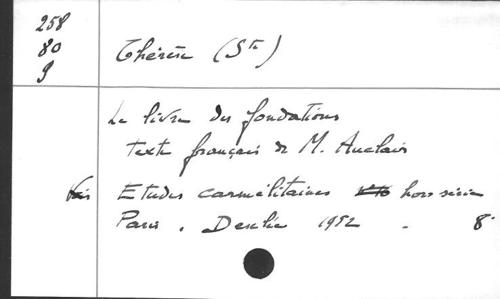 258
80
9
Thérèse (Ste)
Le livre des fondations
texte français de M. Auclair
Etudes carmélitaines hors série
Paris, Desclée 1952 . 8°